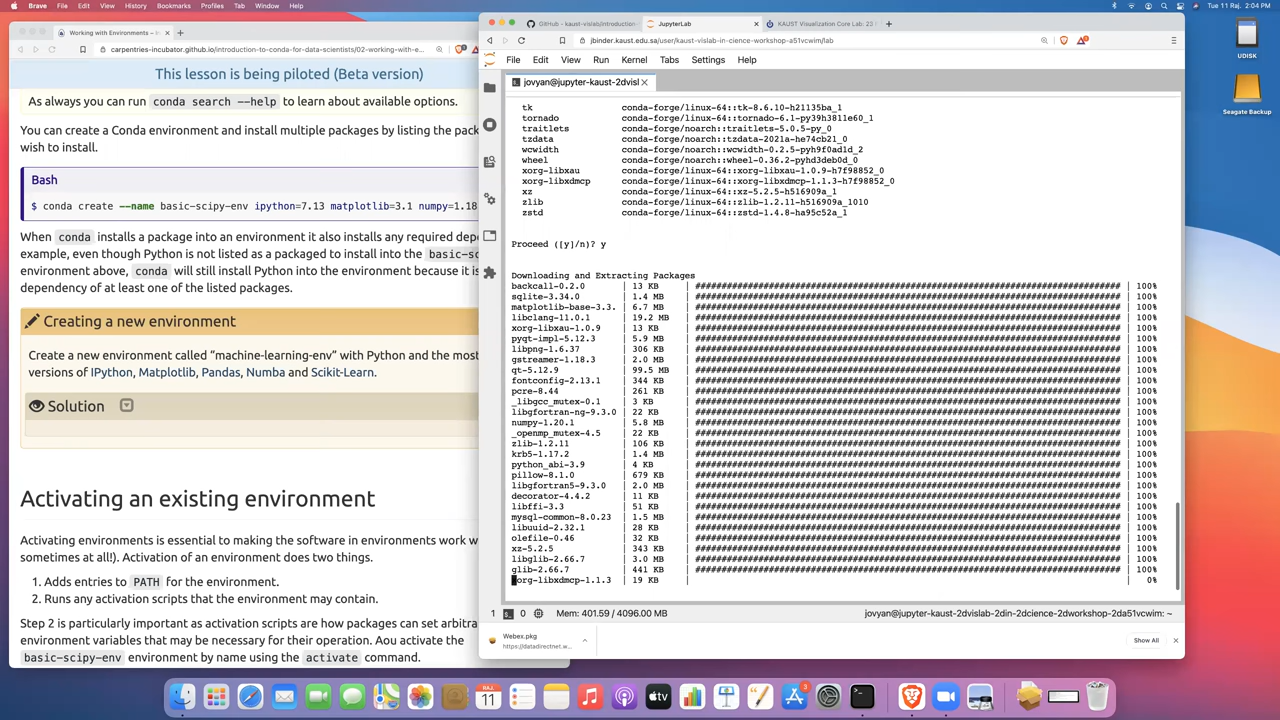 Brave File Edit View History Bookmarks Profiles Tab Window Help
Tue 11 Raj. 2:04 PM
Working with Environments –
carpentries-incubator.github.io/introduction-to-conda-for-data-scientists/02-working-with-e...
This lesson is being piloted (Beta version)
As always you can run conda search --help to learn about available options.
You can create a Conda environment and install multiple packages by listing the pack
wish to install.
Bash
$ conda create --name basic-scipy-env ipython=7.13 matplotlib=3.1 numpy=1.18
When conda installs a package into an environment it also installs any required depe
example, even though Python is not listed as a packaged to install into the basic-sc
environment above, conda will still install Python into the environment because it is
dependency of at least one of the listed packages.
Creating a new environment
Create a new environment called “machine-learning-env” with Python and the most
versions of IPython, Matplotlib, Pandas, Numba and Scikit-Learn.
Solution
Activating an existing environment
Activating environments is essential to making the software in environments work w
sometimes at all!). Activation of an environment does two things.
1. Adds entries to PATH for the environment.
2. Runs any activation scripts that the environment may contain.
Step 2 is particularly important as activation scripts are how packages can set arbitra
environment variables that may be necessary for their operation. Aou activate the
basic-scipy-env environment by name using the activate command.
GitHub - kaust-vislab/introduction
JupyterLab
KAUST Visualization Core Lab: 23
jbinder.kaust.edu.sa/user/kaust-vislab-in-cience-workshop-a51vcwim/lab
File Edit View Run Kernel Tabs Settings Help
jovyan@jupyter-kaust-2dvisl
tk conda-forge/linux-64::tk-8.6.10-h21135ba_1
tornado conda-forge/linux-64::tornado-6.1-py39h3811e60_1
traitlets conda-forge/noarch::traitlets-5.0.5-py_0
tzdata conda-forge/noarch::tzdata-2021a-he74cb21_0
wcwidth conda-forge/noarch::wcwidth-0.2.5-pyh9f0ad1d_2
wheel conda-forge/noarch::wheel-0.36.2-pyhd3deb0d_0
xorg-libxau conda-forge/linux-64::xorg-libxau-1.0.9-h7f98852_0
xorg-libxdmcp conda-forge/linux-64::xorg-libxdmcp-1.1.3-h7f98852_0
xz conda-forge/linux-64::xz-5.2.5-h516909a_1
zlib conda-forge/linux-64::zlib-1.2.11-h516909a_1010
zstd conda-forge/linux-64::zstd-1.4.8-ha95c52a_1
Proceed ([y]/n)? y
Downloading and Extracting Packages
backcall-0.2.0 | 13 KB | 100%
sqlite-3.34.0 | 1.4 MB | 100%
matplotlib-base-3.3. | 6.7 MB | 100%
libclang-11.0.1 | 19.2 MB | 100%
xorg-libxau-1.0.9 | 13 KB | 100%
pyqt-impl-5.12.3 | 5.9 MB | 100%
libpng-1.6.37 | 306 KB | 100%
gstreamer-1.18.3 | 2.0 MB | 100%
qt-5.12.9 | 99.5 MB | 100%
fontconfig-2.13.1 | 344 KB | 100%
pcre-8.44 | 261 KB | 100%
_libgcc_mutex-0.1 | 3 KB | 100%
libgfortran-ng-9.3.0 | 22 KB | 100%
numpy-1.20.1 | 5.8 MB | 100%
_openmp_mutex-4.5 | 22 KB | 100%
zlib-1.2.11 | 106 KB | 100%
krb5-1.17.2 | 1.4 MB | 100%
python_abi-3.9 | 4 KB | 100%
pillow-8.1.0 | 679 KB | 100%
libgfortran5-9.3.0 | 2.0 MB | 100%
decorator-4.4.2 | 11 KB | 100%
libffi-3.3 | 51 KB | 100%
mysql-common-8.0.23 | 1.5 MB | 100%
libuuid-2.32.1 | 28 KB | 100%
olefile-0.46 | 32 KB | 100%
xz-5.2.5 | 343 KB | 100%
libglib-2.66.7 | 3.0 MB | 100%
glib-2.66.7 | 441 KB | 100%
xorg-libxdmcp-1.1.3 | 19 KB | 0%
1 0 Mem: 401.59 / 4096.00 MB
jovyan@jupyter-kaust-2dvislab-2din-2dcience-2dworkshop-2da51vcwim: ~
Webex.pkg
https://datadirectnet.w...
Show All
UDISK
Seagate Backup
RAJ.
11
tv